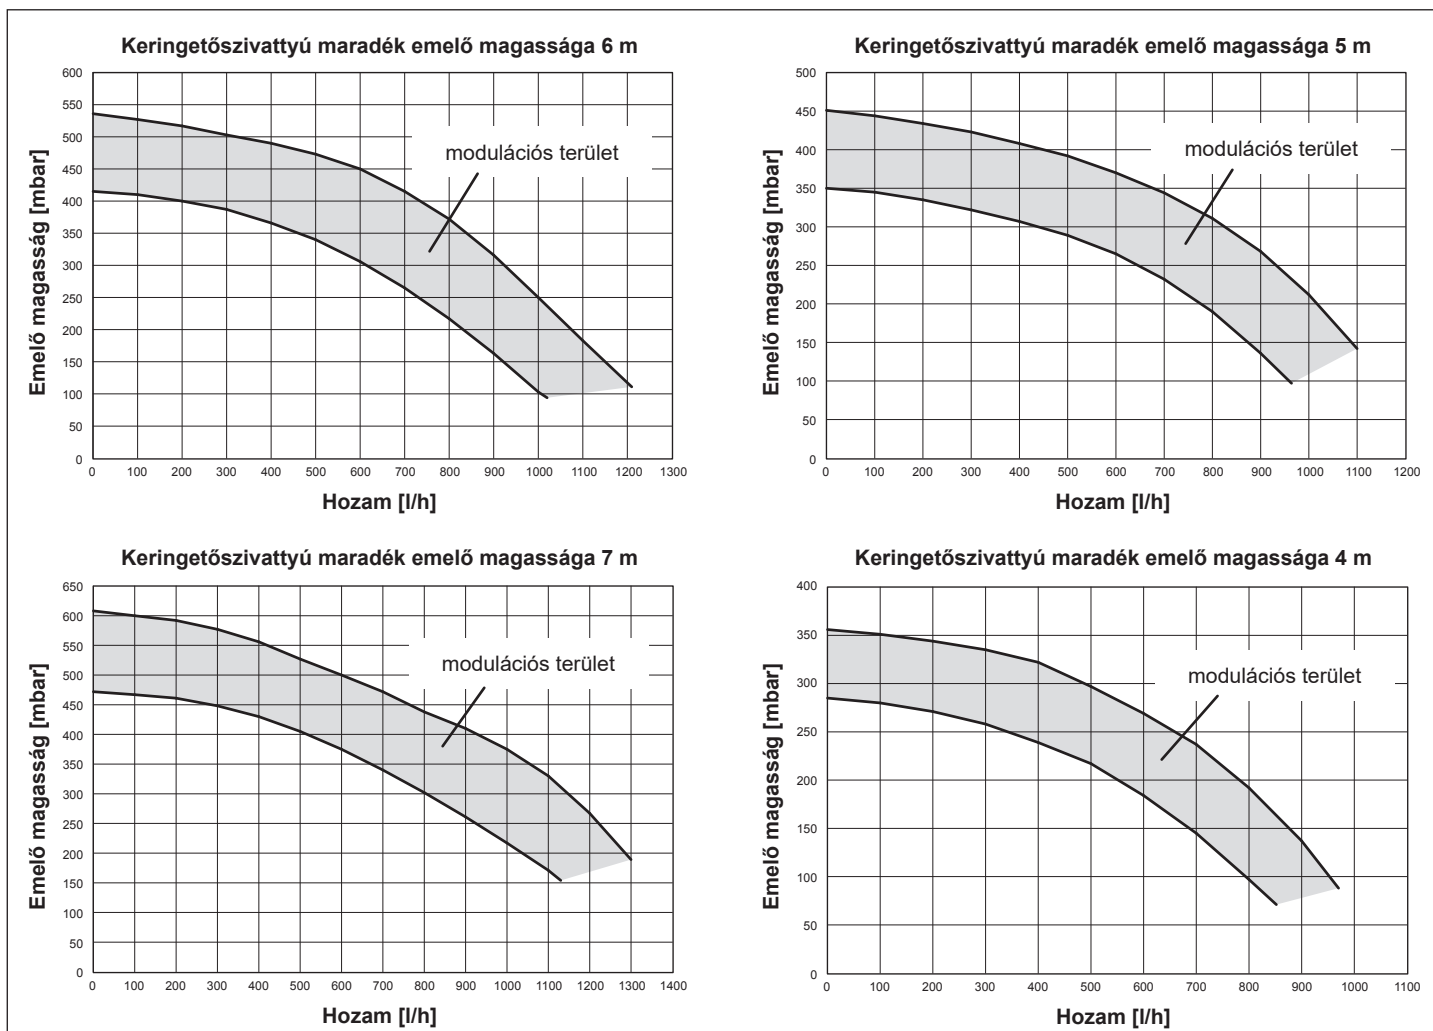 Keringetőszivattyú maradék emelő magassága 6 m
600
550
500
450
400
350
300
250
200
150
100
50
0
Emelő magasság [mbar]
modulációs terület
0 100 200 300 400 500 600 700 800 900 1000 1100 1200 1300
Hozam [l/h]
Keringetőszivattyú maradék emelő magassága 5 m
500
450
400
350
300
250
200
150
100
50
0
Emelő magasság [mbar]
modulációs terület
0 100 200 300 400 500 600 700 800 900 1000 1100 1200
Hozam [l/h]
Keringetőszivattyú maradék emelő magassága 7 m
650
600
550
500
450
400
350
300
250
200
150
100
50
0
Emelő magasság [mbar]
modulációs terület
0 100 200 300 400 500 600 700 800 900 1000 1100 1200 1300 1400
Hozam [l/h]
Keringetőszivattyú maradék emelő magassága 4 m
400
350
300
250
200
150
100
50
0
Emelő magasság [mbar]
modulációs terület
0 100 200 300 400 500 600 700 800 900 1000 1100
Hozam [l/h]